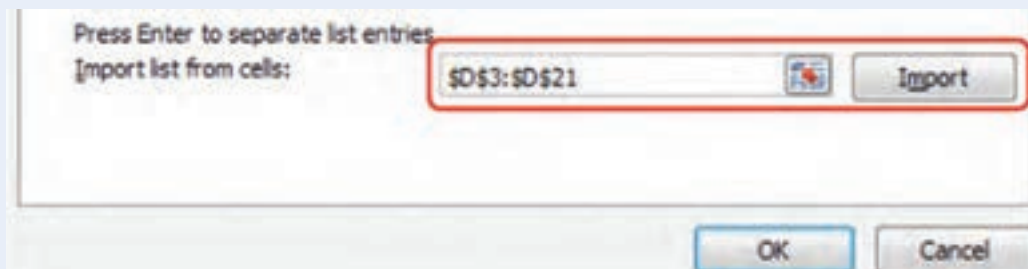 Press Enter to separate list entries.
Import list from cells:
$D$3:$D$21
Import
OK
Cancel